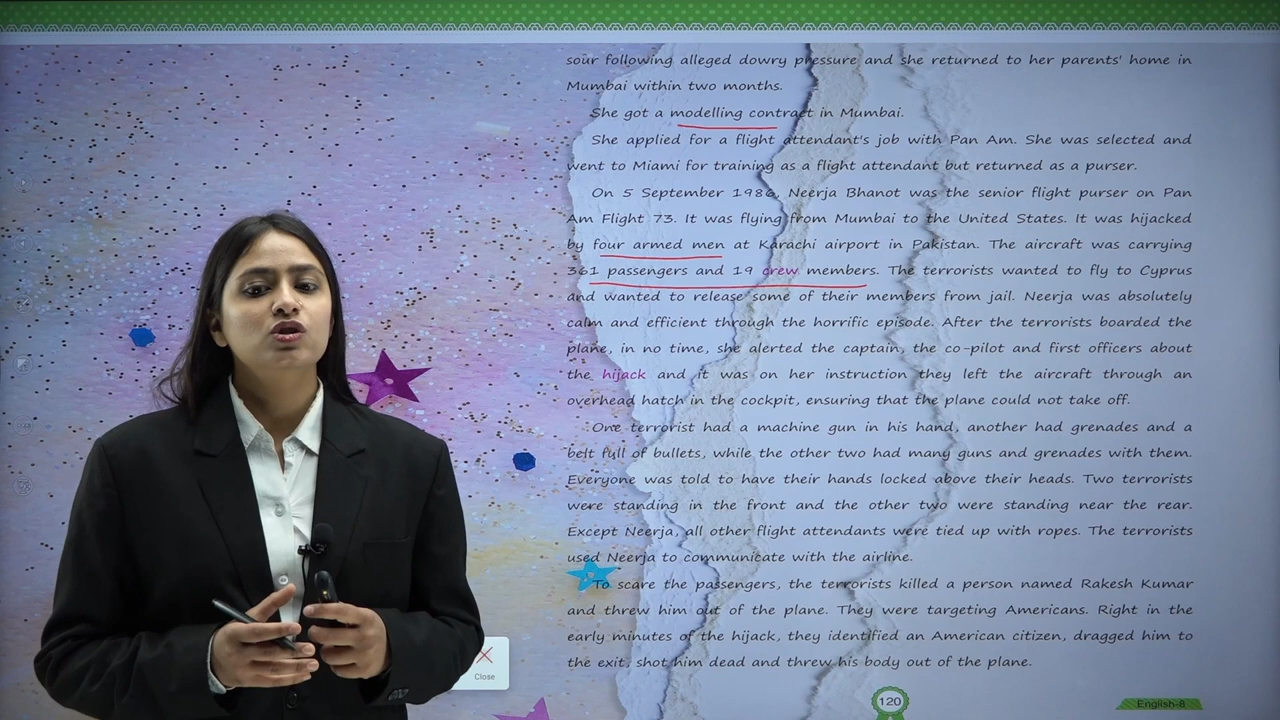 sour following alleged dowry pressure and she returned to her parents' home in
Mumbai within two months.
She got a modelling contract in Mumbai.
She applied for a flight attendant's job with Pan Am. She was selected and
went to Miami for training as a flight attendant but returned as a purser.
On 5 September 1986, Neerja Bhanot was the senior flight purser on Pan
Am Flight 73. It was flying from Mumbai to the United States. It was hijacked
by four armed men at Karachi airport in Pakistan. The aircraft was carrying
361 passengers and 19 crew members. The terrorists wanted to fly to Cyprus
and wanted to release some of their members from jail. Neerja was absolutely
calm and efficient through the horrific episode. After the terrorists boarded the
plane, in no time, she alerted the captain, the co-pilot and first officers about
the hijack and it was on her instruction they left the aircraft through an
overhead hatch in the cockpit, ensuring that the plane could not take off.
One terrorist had a machine gun in his hand, another had grenades and a
belt full of bullets, while the other two had many guns and grenades with them.
Everyone was told to have their hands locked above their heads. Two terrorists
were standing in the front and the other two were standing near the rear.
Except Neerja, all other flight attendants were tied up with ropes. The terrorists
used Neerja to communicate with the airline.
To scare the passengers, the terrorists killed a person named Rakesh Kumar
and threw him out of the plane. They were targeting Americans. Right in the
early minutes of the hijack, they identified an American citizen, dragged him to
the exit, shot him dead and threw his body out of the plane.
Close
120
English-8